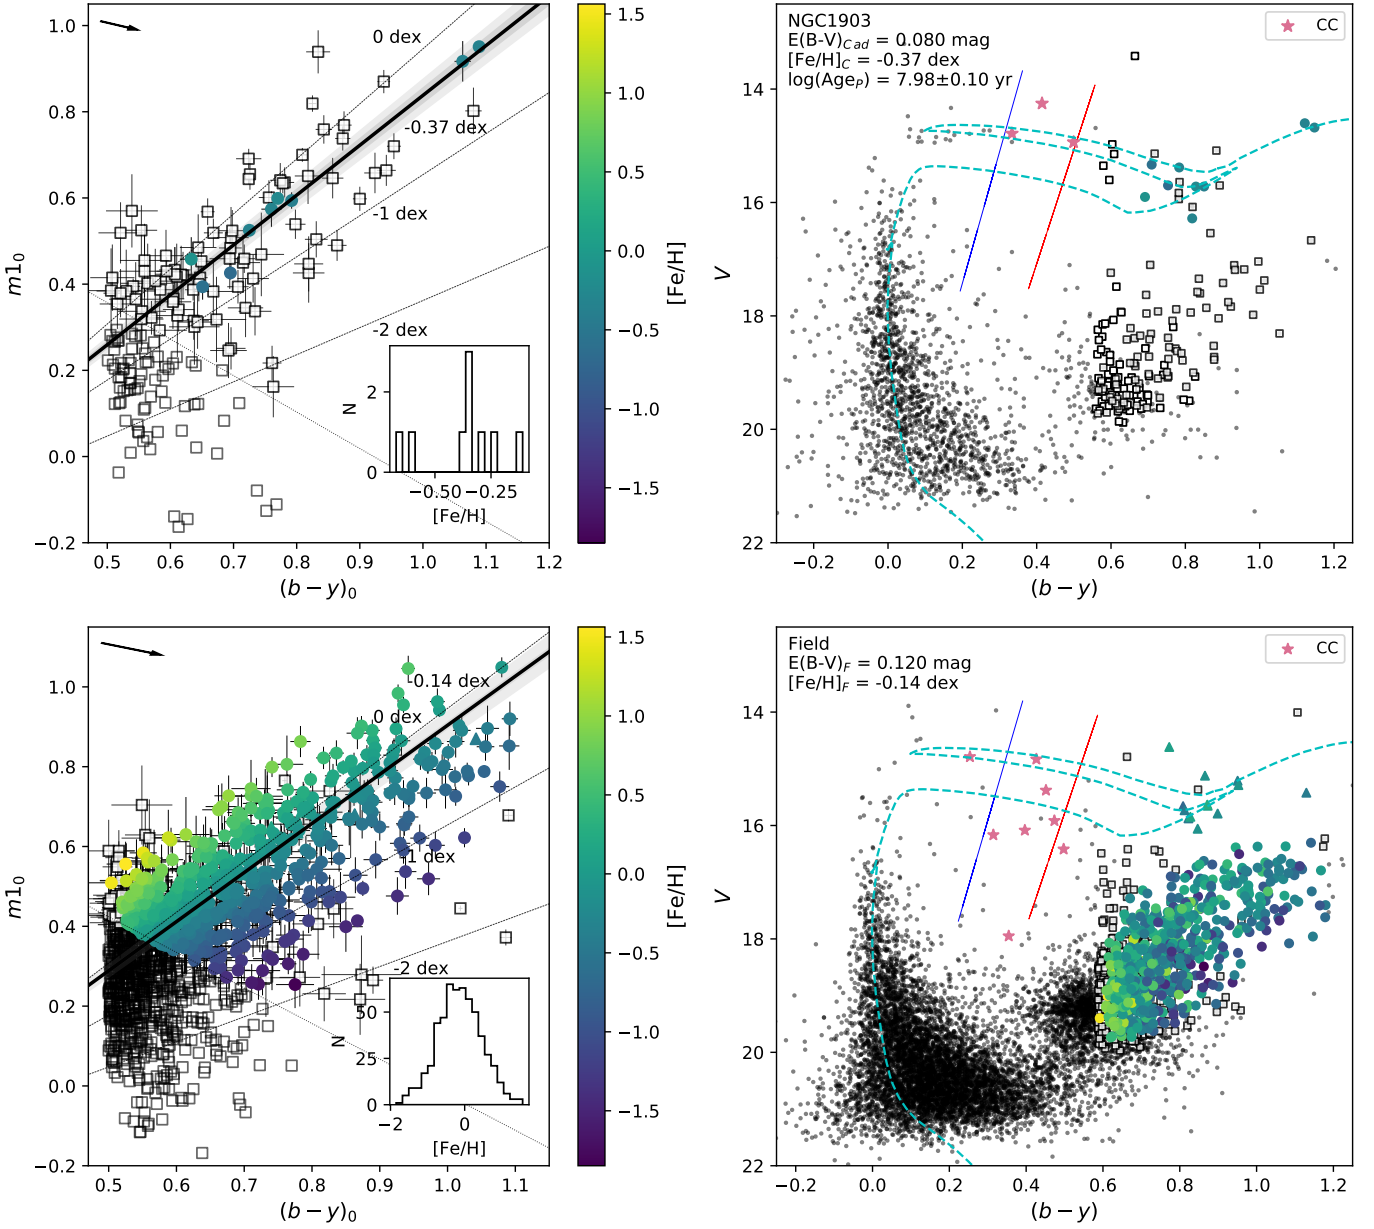 0 dex
-0.37 dex
-1 dex
-2 dex
m1₀
1.0
0.8
0.6
0.4
0.2
0.0
−0.2
0.5 0.6 0.7 0.8 0.9 1.0 1.1 1.2
(b − y)₀
N
2
0
−0.50 −0.25
[Fe/H]
1.5
1.0
0.5
0.0
−0.5
−1.0
−1.5
[Fe/H]
NGC1903
E(B-V)Cad = 0.080 mag
[Fe/H]C = -0.37 dex
log(AgeP) = 7.98±0.10 yr
CC
V
14
16
18
20
22
−0.2 0.0 0.2 0.4 0.6 0.8 1.0 1.2
(b − y)
-0.14 dex
0 dex
-1 dex
-2 dex
m1₀
1.0
0.8
0.6
0.4
0.2
0.0
−0.2
0.5 0.6 0.7 0.8 0.9 1.0 1.1
(b − y)₀
N
50
25
0
−2 0
[Fe/H]
1.5
1.0
0.5
0.0
−0.5
−1.0
−1.5
[Fe/H]
Field
E(B-V)F = 0.120 mag
[Fe/H]F = -0.14 dex
CC
V
14
16
18
20
22
−0.2 0.0 0.2 0.4 0.6 0.8 1.0 1.2
(b − y)